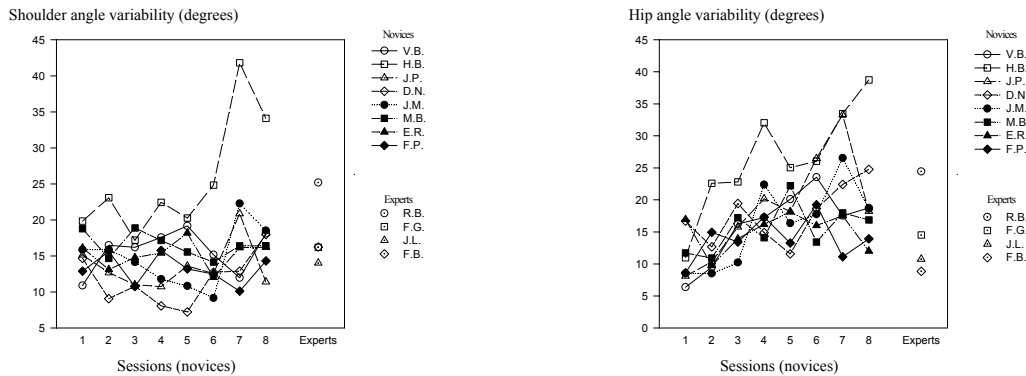 Shoulder angle variability (degrees)
45
40
35
30
25
20
15
10
5
1 2 3 4 5 6 7 8 Experts
Sessions (novices)
Novices
V.B.
H.B.
J.P.
D.N.
J.M.
M.B.
E.R.
F.P.
Experts
R.B.
F.G.
J.L.
F.B.
Hip angle variability (degrees)
45
40
35
30
25
20
15
10
5
0
1 2 3 4 5 6 7 8 Experts
Sessions (novices)
Novices
V.B.
H.B.
J.P.
D.N
J.M.
M.B
E.R.
F.P.
Experts
R.B.
F.G.
J.L.
F.B.